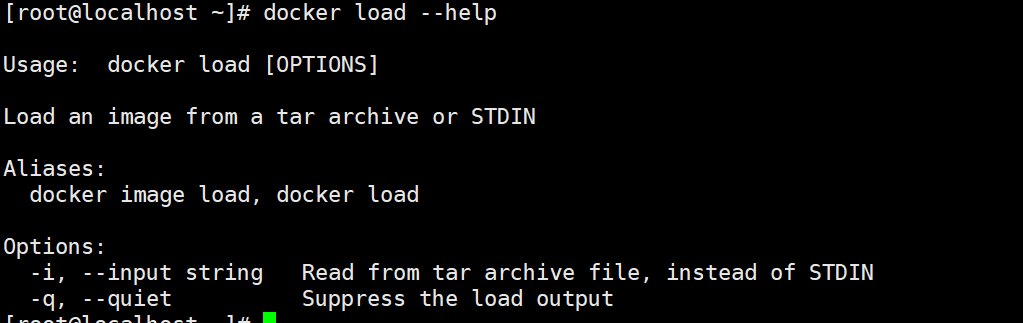 [root@localhost ~]# docker load --help
Usage:  docker load [OPTIONS]
Load an image from a tar archive or STDIN
Aliases:
  docker image load, docker load
Options:
  -i, --input string   Read from tar archive file, instead of STDIN
  -q, --quiet          Suppress the load output
[root@localhost ~]#